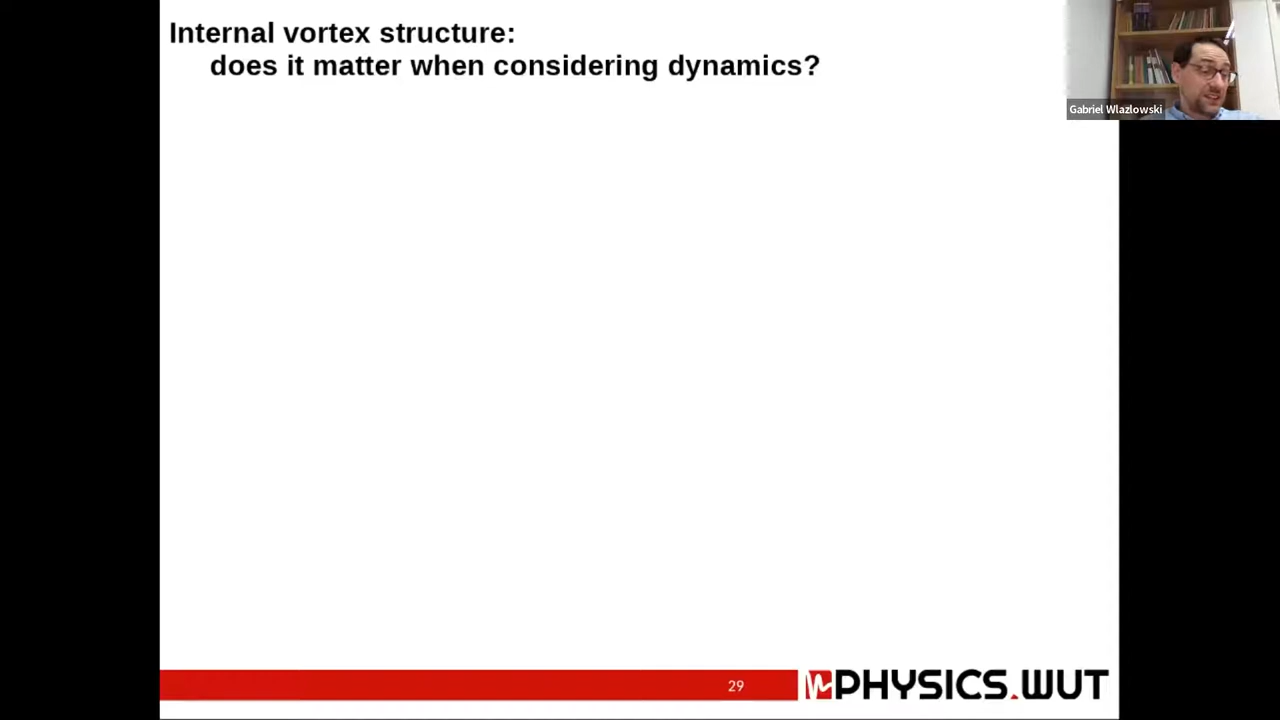 Internal vortex structure:
does it matter when considering dynamics?
Gabriel Wlazlowski
29
PHYSICS.WUT